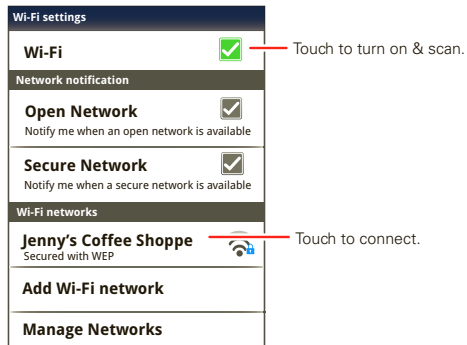 Wi-Fi settings
Wi-Fi
Touch to turn on & scan.
Network notification
Open Network
Notify me when an open network is available
Secure Network
Notify me when a secure network is available
Wi-Fi networks
Jenny’s Coffee Shoppe
Secured with WEP
Touch to connect.
Add Wi-Fi network
Manage Networks